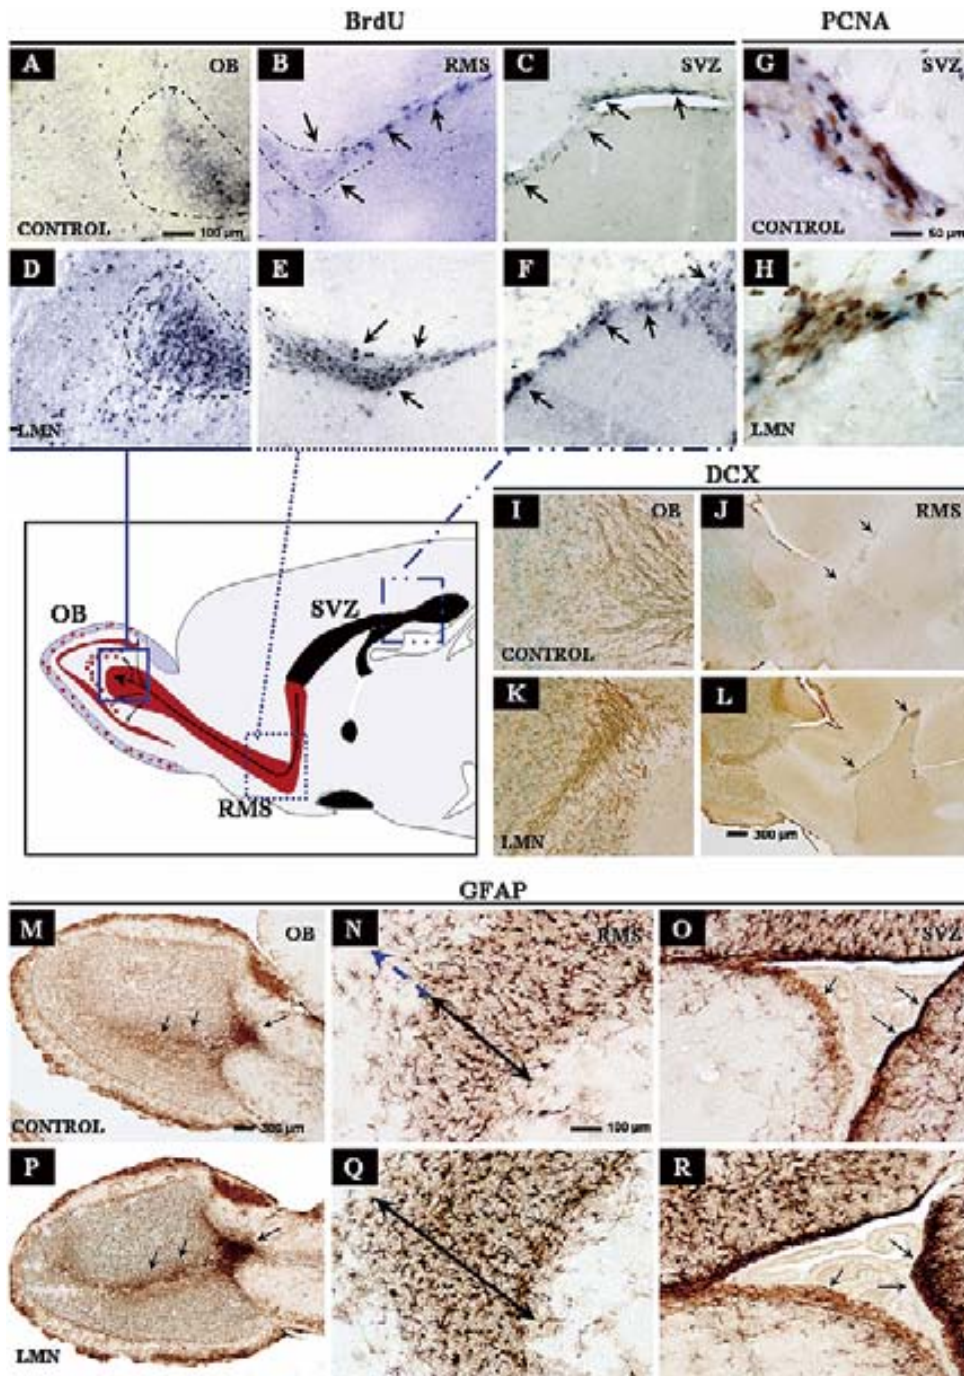 BrdU PCNA
A OB B RMS C SVZ G SVZ
CONTROL 100 µm CONTROL 50 µm
D E F H
LMN LMN
DCX
I OB J RMS
OB SVZ
CONTROL
K L
RMS
LMN 300 µm
GFAP
M OB N RMS O SVZ
CONTROL 300 µm 100 µm
P Q R
LMN